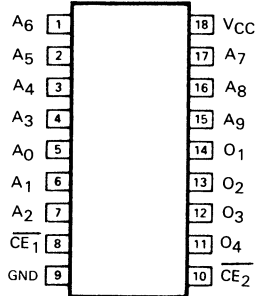 A6 1 18 VCC
A5 2 17 A7
A4 3 16 A8
A3 4 15 A9
A0 5 14 O1
A1 6 13 O2
A2 7 12 O3
CE1 8 11 O4
GND 9 10 CE2